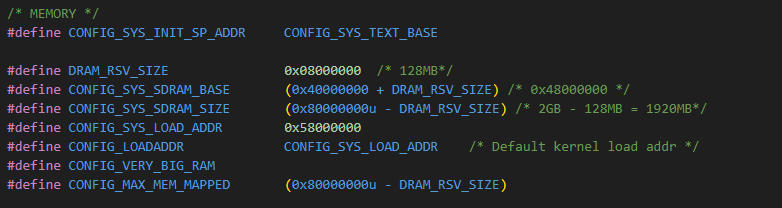 /* MEMORY */
#define CONFIG_SYS_INIT_SP_ADDR     CONFIG_SYS_TEXT_BASE

#define DRAM_RSV_SIZE               0x08000000  /* 128MB*/
#define CONFIG_SYS_SDRAM_BASE       (0x40000000 + DRAM_RSV_SIZE) /* 0x48000000 */
#define CONFIG_SYS_SDRAM_SIZE       (0x80000000u - DRAM_RSV_SIZE) /* 2GB - 128MB = 1920MB*/
#define CONFIG_SYS_LOAD_ADDR        0x58000000
#define CONFIG_LOADADDR             CONFIG_SYS_LOAD_ADDR    /* Default kernel load addr */
#define CONFIG_VERY_BIG_RAM
#define CONFIG_MAX_MEM_MAPPED       (0x80000000u - DRAM_RSV_SIZE)